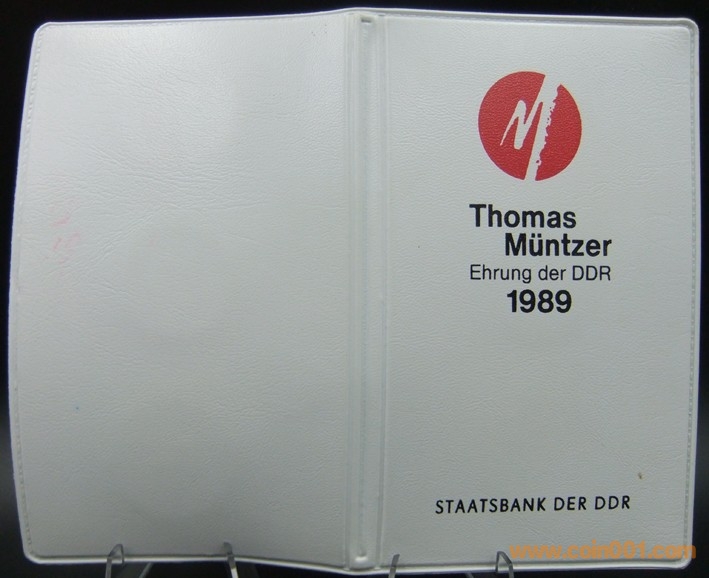 M
Thomas
Müntzer
Ehrung der DDR
1989
STAATSBANK DER DDR
www.coin001.com